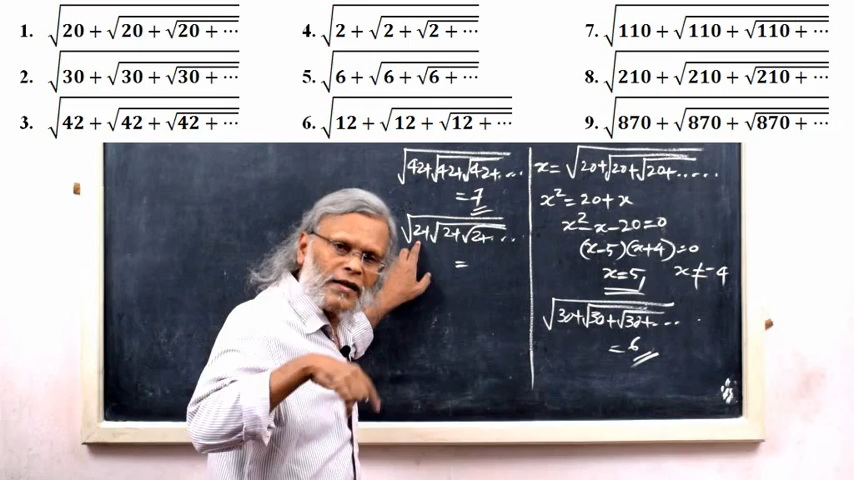 1. √(20 + √(20 + √(20 + ⋯
2. √(30 + √(30 + √(30 + ⋯
3. √(42 + √(42 + √(42 + ⋯
4. √(2 + √(2 + √(2 + ⋯
5. √(6 + √(6 + √(6 + ⋯
6. √(12 + √(12 + √(12 + ⋯
7. √(110 + √(110 + √(110 + ⋯
8. √(210 + √(210 + √(210 + ⋯
9. √(870 + √(870 + √(870 + ⋯
√(42+√(42+√(42+.....
= 7
√(2+√(2+√(2+...
=
x = √(20+√(20+√(20+.....
x² = 20 + x
x² - x - 20 = 0
(x-5)(x+4) = 0
x = 5, x ≠ -4
√(30+√(30+√(30+....
= 6